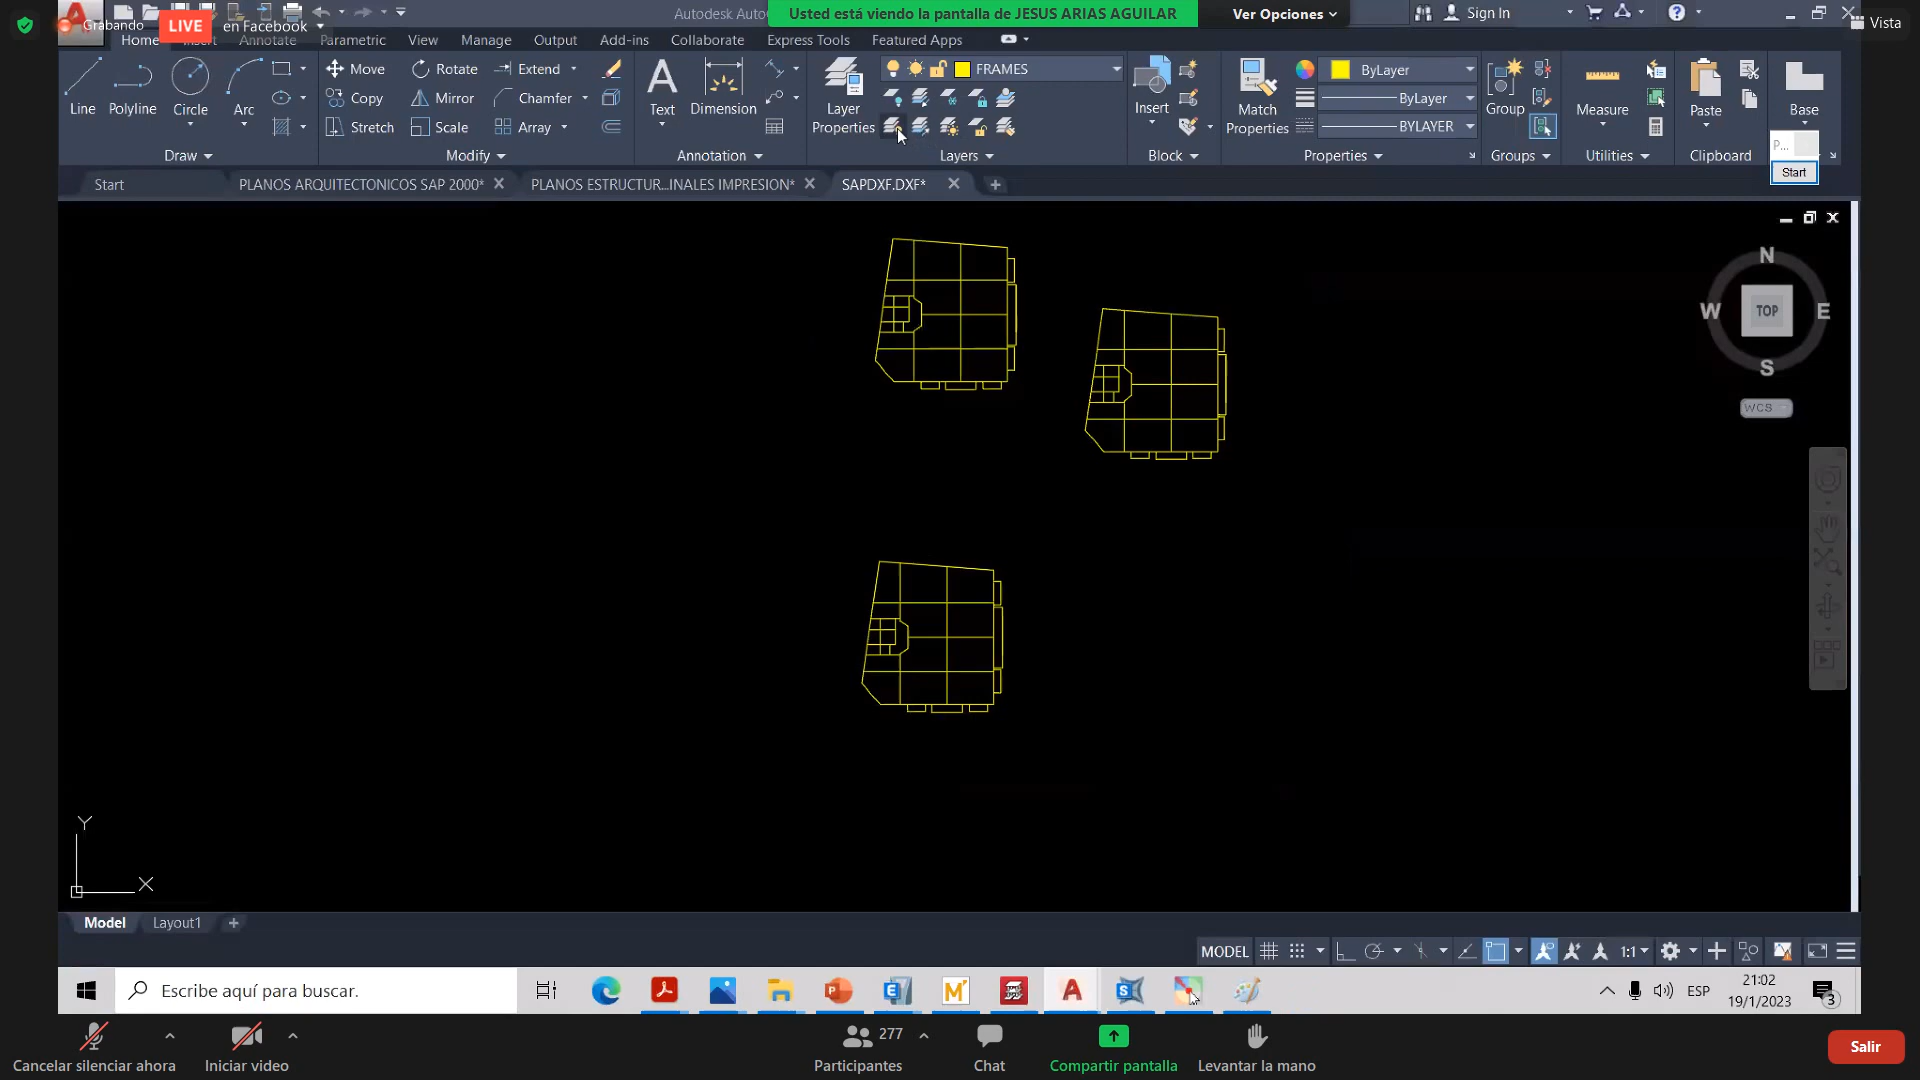 Grabando LIVE en Facebook
Autodesk Auto
Usted está viendo la pantalla de JESUS ARIAS AGUILAR
Ver Opciones
Sign In
Vista
Home Insert Annotate Parametric View Manage Output Add-ins Collaborate Express Tools Featured Apps
Line Polyline Circle Arc
Draw
Move Rotate Extend
Copy Mirror Chamfer
Stretch Scale Array
Modify
Text Dimension
Annotation
Layer Properties
FRAMES
Layers
Insert
Block
Match Properties
ByLayer
ByLayer
BYLAYER
Properties
Group
Groups
Measure
Utilities
Paste
Clipboard
Base
P...
Start
Start
PLANOS ARQUITECTONICOS SAP 2000*
PLANOS ESTRUCTUR...INALES IMPRESION*
SAPDXF.DXF*
N
W TOP E
S
WCS
Y
X
Model Layout1
MODEL
1:1
Escribe aquí para buscar.
ESP
21:02
19/1/2023
3
Cancelar silenciar ahora
Iniciar video
277
Participantes
Chat
Compartir pantalla
Levantar la mano
Salir